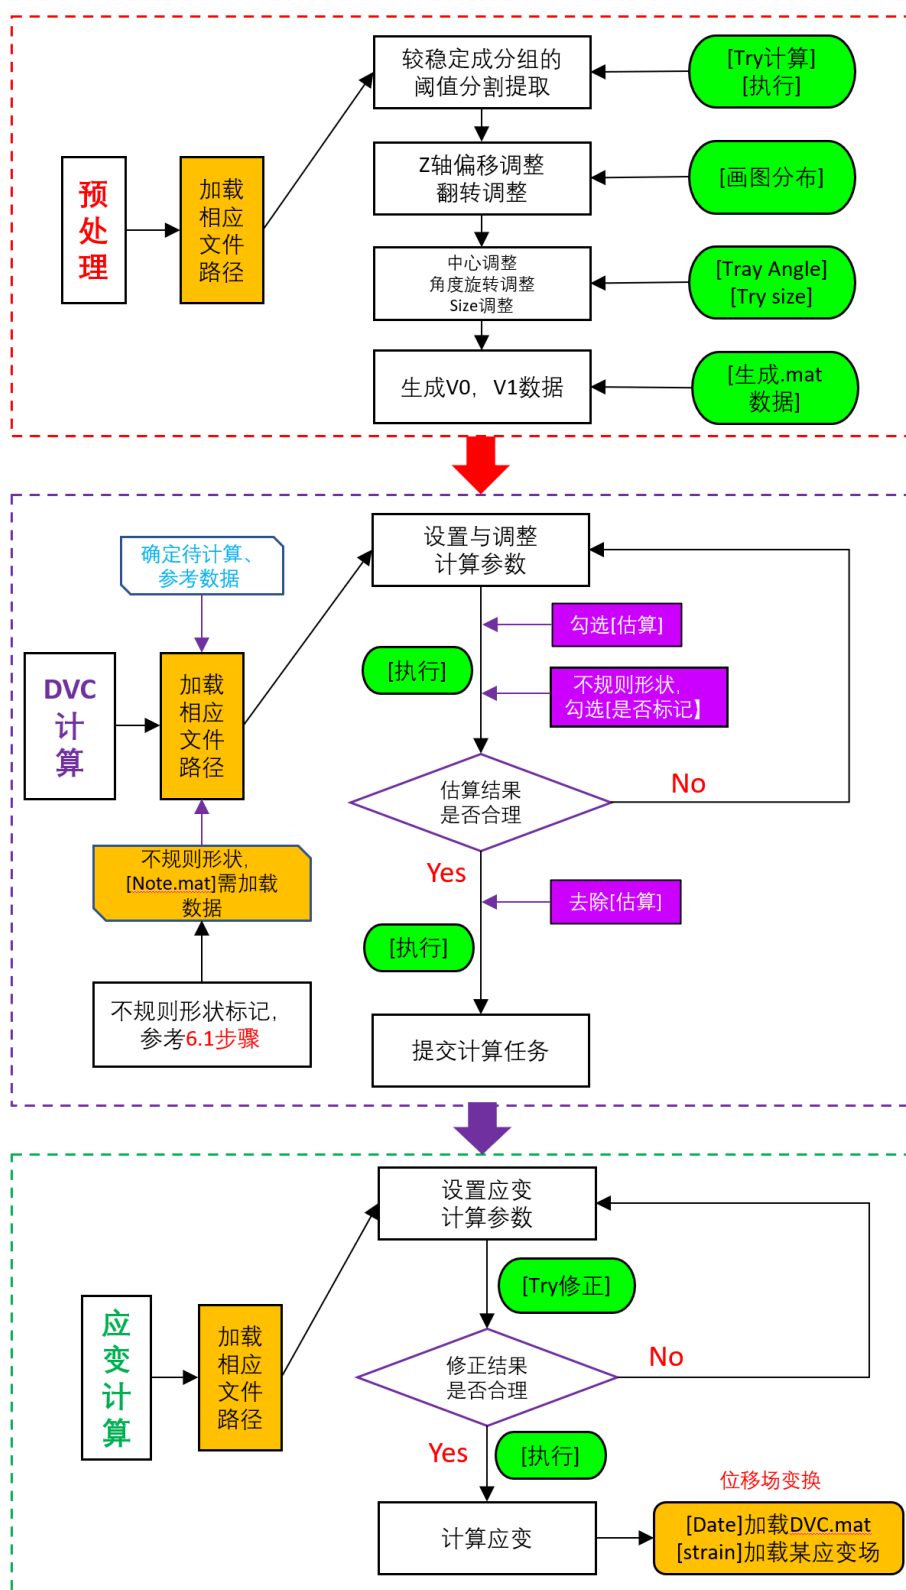 预
处
理
加载
相应
文件
路径
较稳定成分组的
阈值分割提取
[Try计算]
[执行]
Z轴偏移调整
翻转调整
[画图分布]
中心调整
角度旋转调整
Size调整
[Tray Angle]
[Try size]
生成V0，V1数据
[生成.mat
数据]
确定待计算、
参考数据
DVC
计
算
加载
相应
文件
路径
不规则形状，
[Note.mat]需加载
数据
不规则形状标记，
参考6.1步骤
设置与调整
计算参数
勾选[估算]
[执行]
不规则形状，
勾选[是否标记】
估算结果
是否合理
No
Yes
去除[估算]
[执行]
提交计算任务
应
变
计
算
加载
相应
文件
路径
设置应变
计算参数
[Try修正]
修正结果
是否合理
No
Yes
[执行]
计算应变
位移场变换
[Date]加载DVC.mat
[strain]加载某应变场